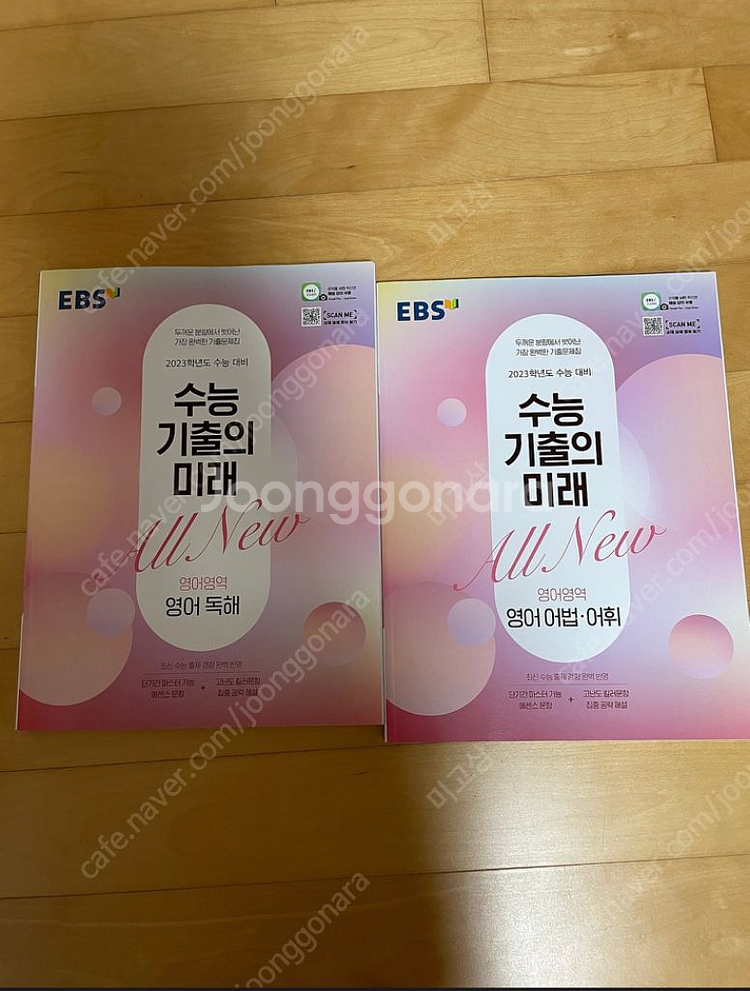 EBS
SCAN ME
두꺼운 분량에서 벗어난
가장 완벽한 기출문제집
2023학년도 수능 대비
수능
기출의
미래
All New
영어영역
영어 독해
최신 수능 출제 경향 완벽 반영
단기간 마스터 가능
에센스 문항
+
고난도 킬러문항
집중 공략 해설
EBS
SCAN ME
두꺼운 분량에서 벗어난
가장 완벽한 기출문제집
2023학년도 수능 대비
수능
기출의
미래
All New
영어영역
영어 어법·어휘
최신 수능 출제 경향 완벽 반영
단기간 마스터 가능
에센스 문항
+
고난도 킬러문항
집중 공략 해설
Joonggonara
cafe.naver.com/joonggonara
미고상